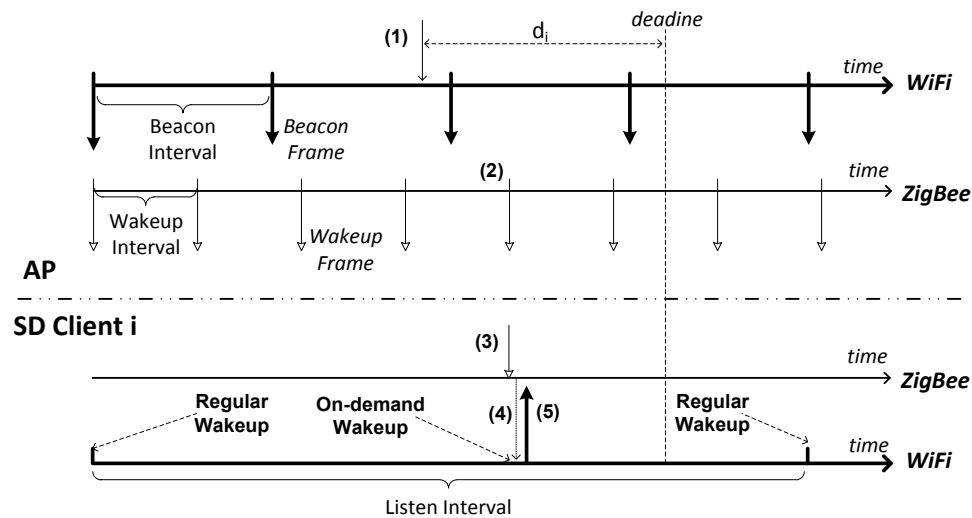 deadine
(1)
d_i
time
WiFi
Beacon
Interval
Beacon
Frame
(2)
time
ZigBee
Wakeup
Interval
Wakeup
Frame
AP
SD Client i
(3)
time
ZigBee
Regular
Wakeup
On-demand
Wakeup
(4)
(5)
Regular
Wakeup
time
WiFi
Listen Interval